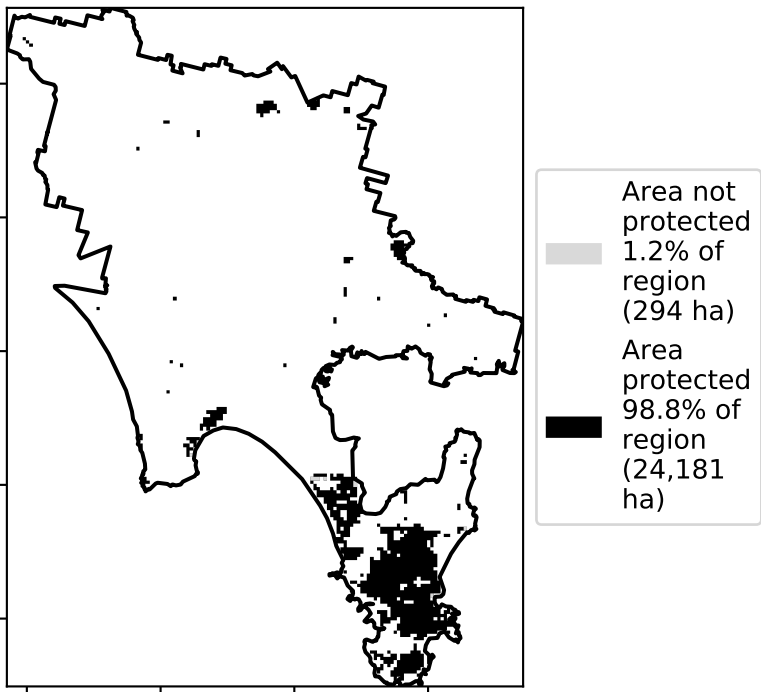 Area not
protected
1.2% of
region
(294 ha)
Area
protected
98.8% of
region
(24,181
ha)